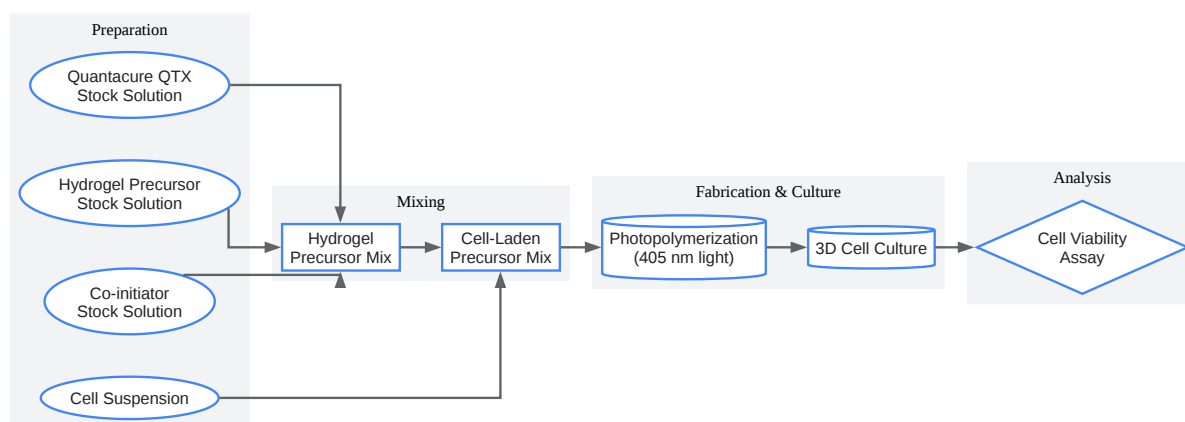 Preparation
Quantacure QTX
Stock Solution
Hydrogel Precursor
Stock Solution
Co-initiator
Stock Solution
Cell Suspension
Mixing
Hydrogel
Precursor Mix
Cell-Laden
Precursor Mix
Fabrication & Culture
Photopolymerization
(405 nm light)
3D Cell Culture
Analysis
Cell Viability
Assay